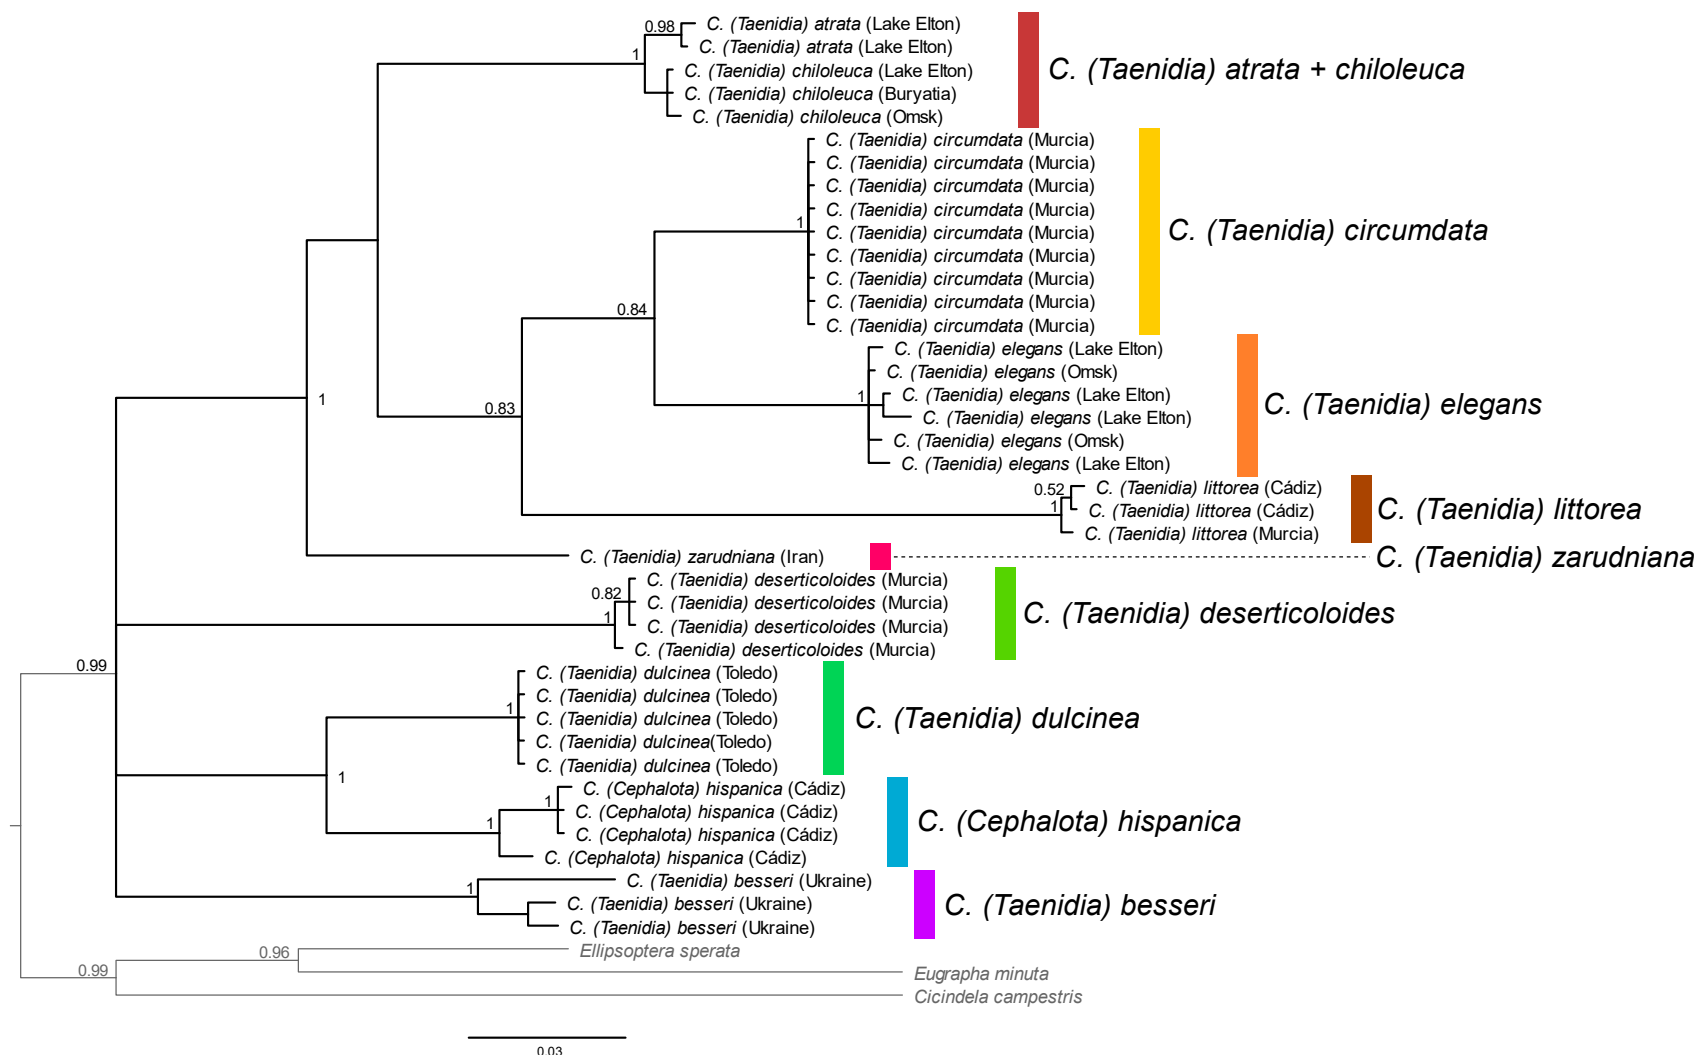 0.98
C. (Taenidia) atrata (Lake Elton)
1
C. (Taenidia) atrata (Lake Elton)
C. (Taenidia) chiloleuca (Lake Elton)
C. (Taenidia) atrata + chiloleuca
C. (Taenidia) chiloleuca (Buryatia)
C. (Taenidia) chiloleuca (Omsk)
C. (Taenidia) circumdata (Murcia)
C. (Taenidia) circumdata (Murcia)
C. (Taenidia) circumdata (Murcia)
C. (Taenidia) circumdata (Murcia)
1
C. (Taenidia) circumdata (Murcia)
C. (Taenidia) circumdata
C. (Taenidia) circumdata (Murcia)
C. (Taenidia) circumdata (Murcia)
C. (Taenidia) circumdata (Murcia)
0.84
C. (Taenidia) circumdata (Murcia)
C. (Taenidia) elegans (Lake Elton)
C. (Taenidia) elegans (Omsk)
1
C. (Taenidia) elegans (Lake Elton)
1
C. (Taenidia) elegans
0.83
C. (Taenidia) elegans (Lake Elton)
C. (Taenidia) elegans (Omsk)
C. (Taenidia) elegans (Lake Elton)
0.52
C. (Taenidia) littorea (Cádiz)
1
C. (Taenidia) littorea (Cádiz)
C. (Taenidia) littorea
C. (Taenidia) littorea (Murcia)
C. (Taenidia) zarudniana (Iran)
C. (Taenidia) zarudniana
C. (Taenidia) deserticoloides (Murcia)
0.82
C. (Taenidia) deserticoloides (Murcia)
C. (Taenidia) deserticoloides
1
C. (Taenidia) deserticoloides (Murcia)
C. (Taenidia) deserticoloides (Murcia)
0.99
C. (Taenidia) dulcinea (Toledo)
C. (Taenidia) dulcinea (Toledo)
1
C. (Taenidia) dulcinea (Toledo)
C. (Taenidia) dulcinea
C. (Taenidia) dulcinea(Toledo)
C. (Taenidia) dulcinea (Toledo)
1
C. (Cephalota) hispanica (Cádiz)
1
C. (Cephalota) hispanica (Cádiz)
C. (Cephalota) hispanica
1
C. (Cephalota) hispanica (Cádiz)
C. (Cephalota) hispanica (Cádiz)
C. (Taenidia) besseri (Ukraine)
1
C. (Taenidia) besseri (Ukraine)
C. (Taenidia) besseri
C. (Taenidia) besseri (Ukraine)
0.96
Ellipsoptera sperata
0.99
Eugrapha minuta
Cicindela campestris
0.03